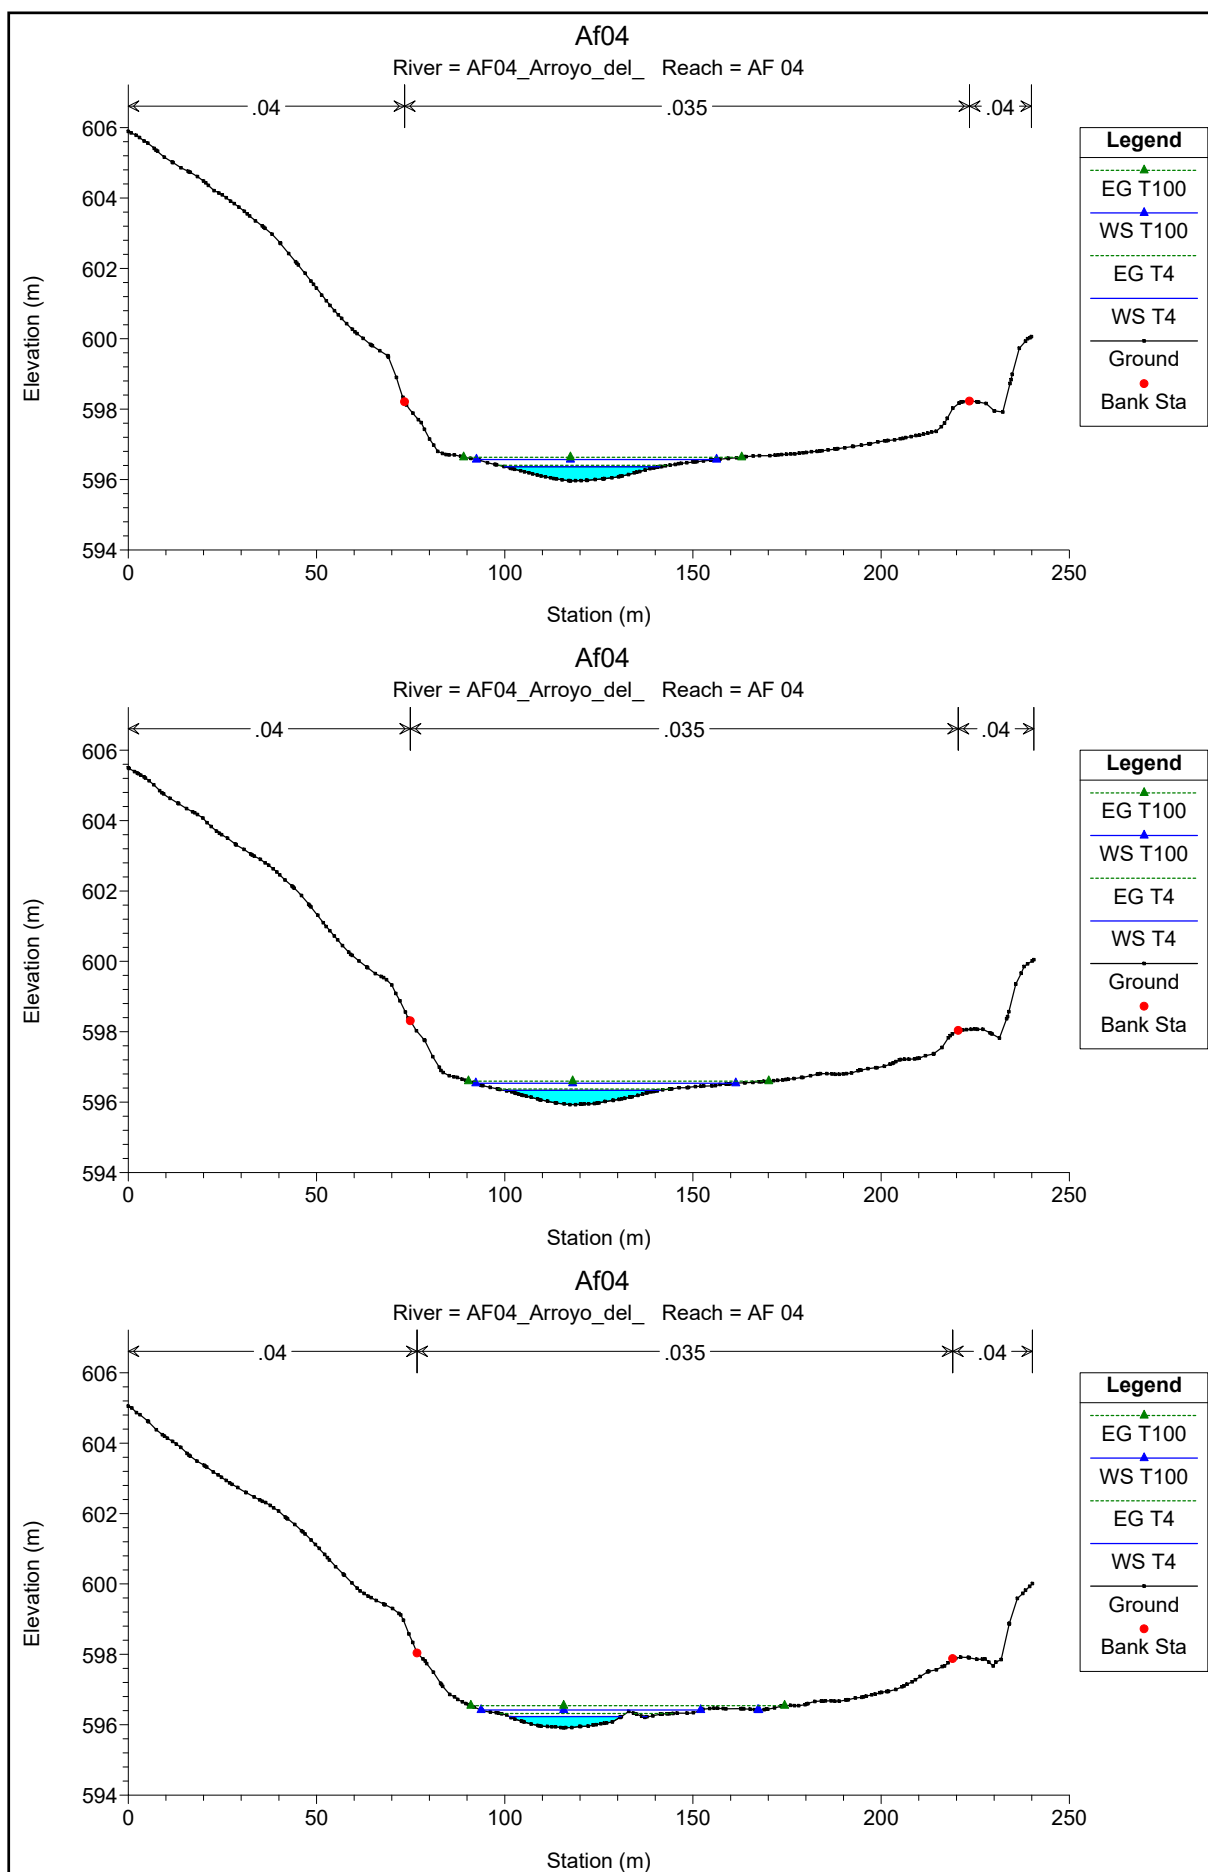 Af04
River = AF04_Arroyo_del_ Reach = AF 04
.04 .035 .04
606
604
602
600
598
596
594
0 50 100 150 200 250
Elevation (m)
Station (m)
Legend
EG T100
WS T100
EG T4
WS T4
Ground
Bank Sta
Af04
River = AF04_Arroyo_del_ Reach = AF 04
.04 .035 .04
606
604
602
600
598
596
594
0 50 100 150 200 250
Elevation (m)
Station (m)
Legend
EG T100
WS T100
EG T4
WS T4
Ground
Bank Sta
Af04
River = AF04_Arroyo_del_ Reach = AF 04
.04 .035 .04
606
604
602
600
598
596
594
0 50 100 150 200 250
Elevation (m)
Station (m)
Legend
EG T100
WS T100
EG T4
WS T4
Ground
Bank Sta